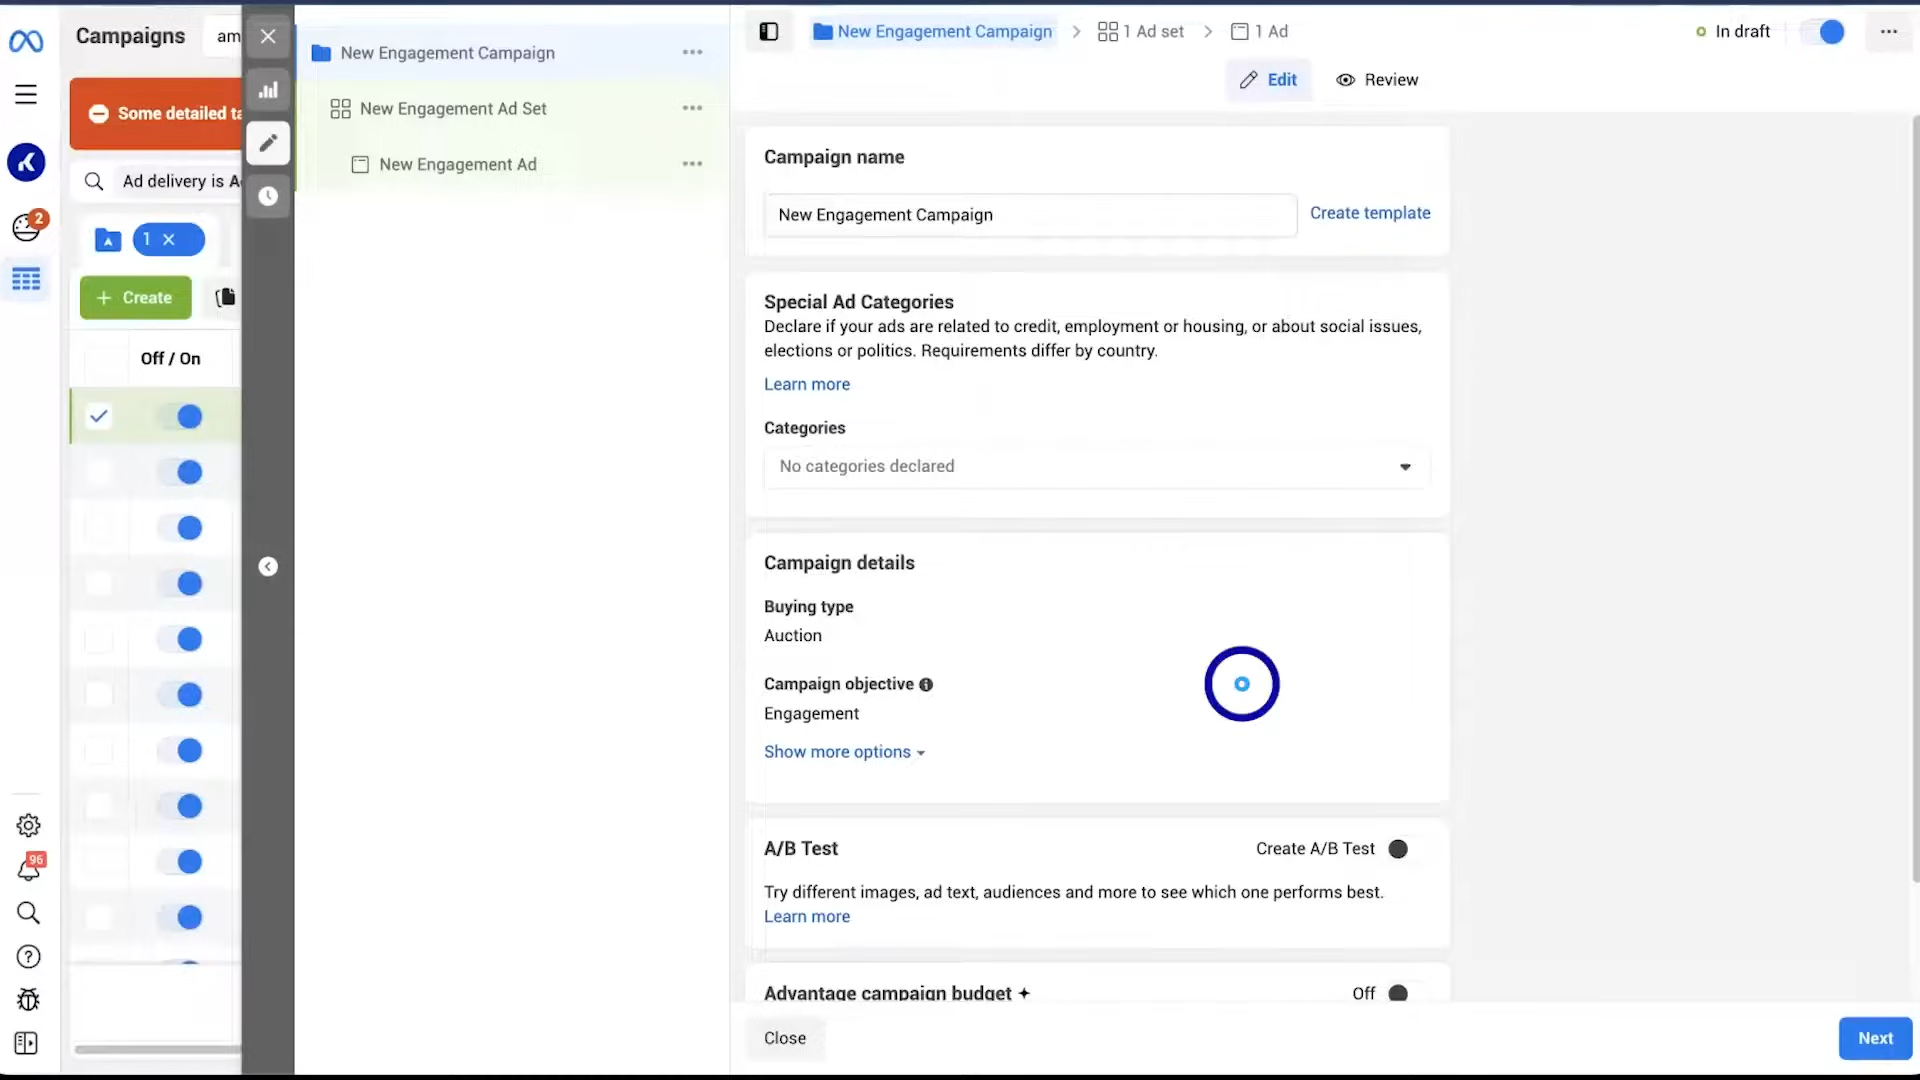 Campaigns
am
Some detailed ta
Ad delivery is A
1
Create
Off / On
2
96
New Engagement Campaign
New Engagement Ad Set
New Engagement Ad
New Engagement Campaign
1 Ad set
1 Ad
In draft
Edit
Review
Campaign name
New Engagement Campaign
Create template
Special Ad Categories
Declare if your ads are related to credit, employment or housing, or about social issues,
elections or politics. Requirements differ by country.
Learn more
Categories
No categories declared
Campaign details
Buying type
Auction
Campaign objective
Engagement
Show more options
A/B Test
Create A/B Test
Try different images, ad text, audiences and more to see which one performs best.
Learn more
Advantage campaign budget
Off
Close
Next